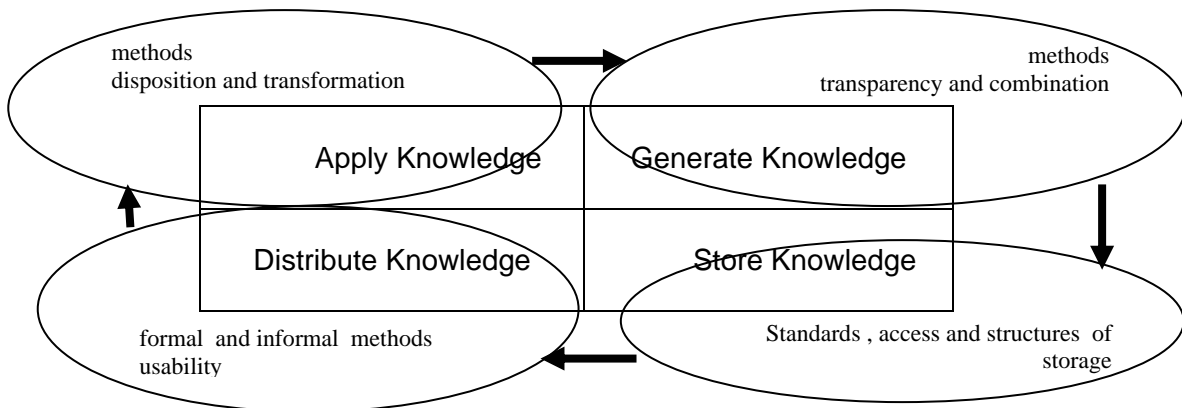 methods
disposition and transformation
methods
transparency and combination
Apply Knowledge
Generate Knowledge
Distribute Knowledge
Store Knowledge
formal and informal methods
usability
Standards , access and structures of
storage